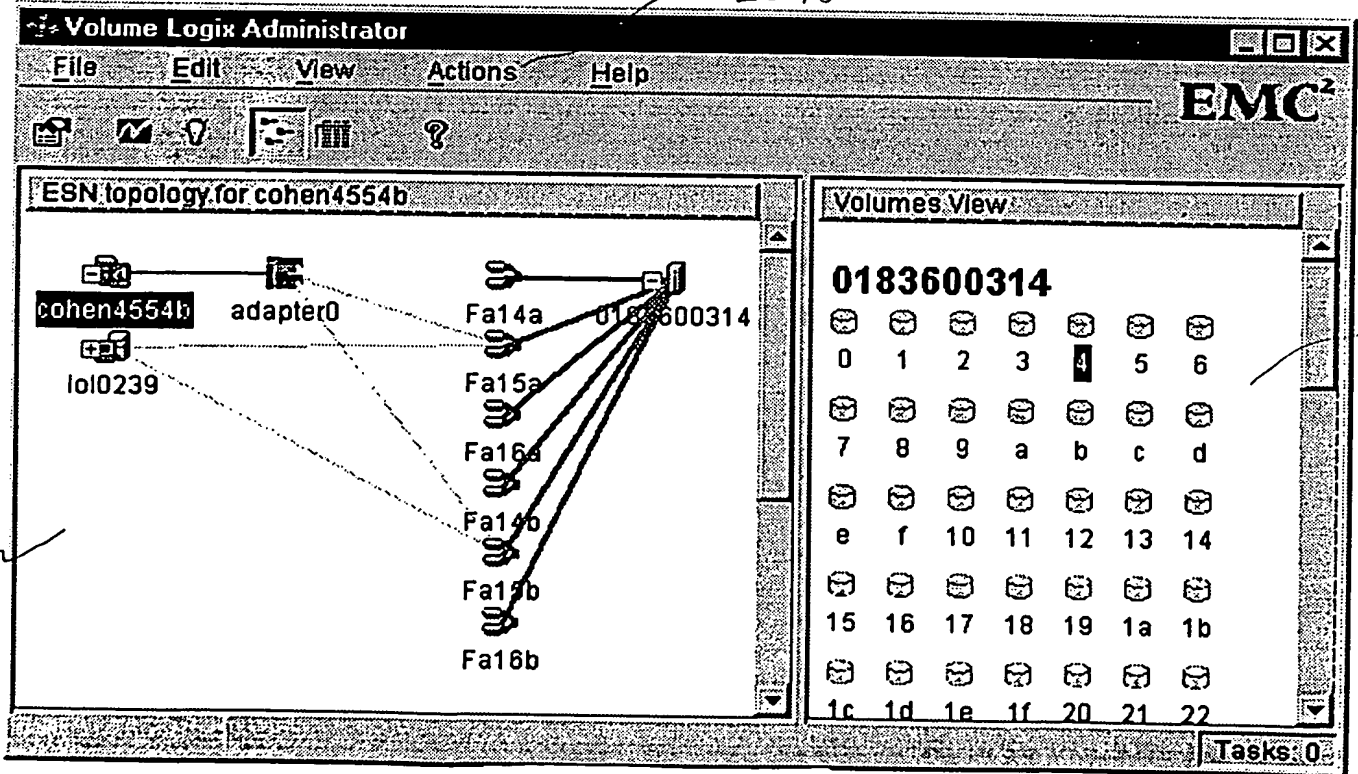 Volume Logix Administrator
File Edit View Actions Help
EMC²
ESN topology for cohen4554b
cohen4554b adapter0 Fa14a 0183600314
lol0239 Fa15a
Fa16a
Fa14b
Fa15b
Fa16b
Volumes View
0183600314
0 1 2 3 4 5 6
7 8 9 a b c d
e f 10 11 12 13 14
15 16 17 18 19 1a 1b
1c 1d 1e 1f 20 21 22
Tasks: 0